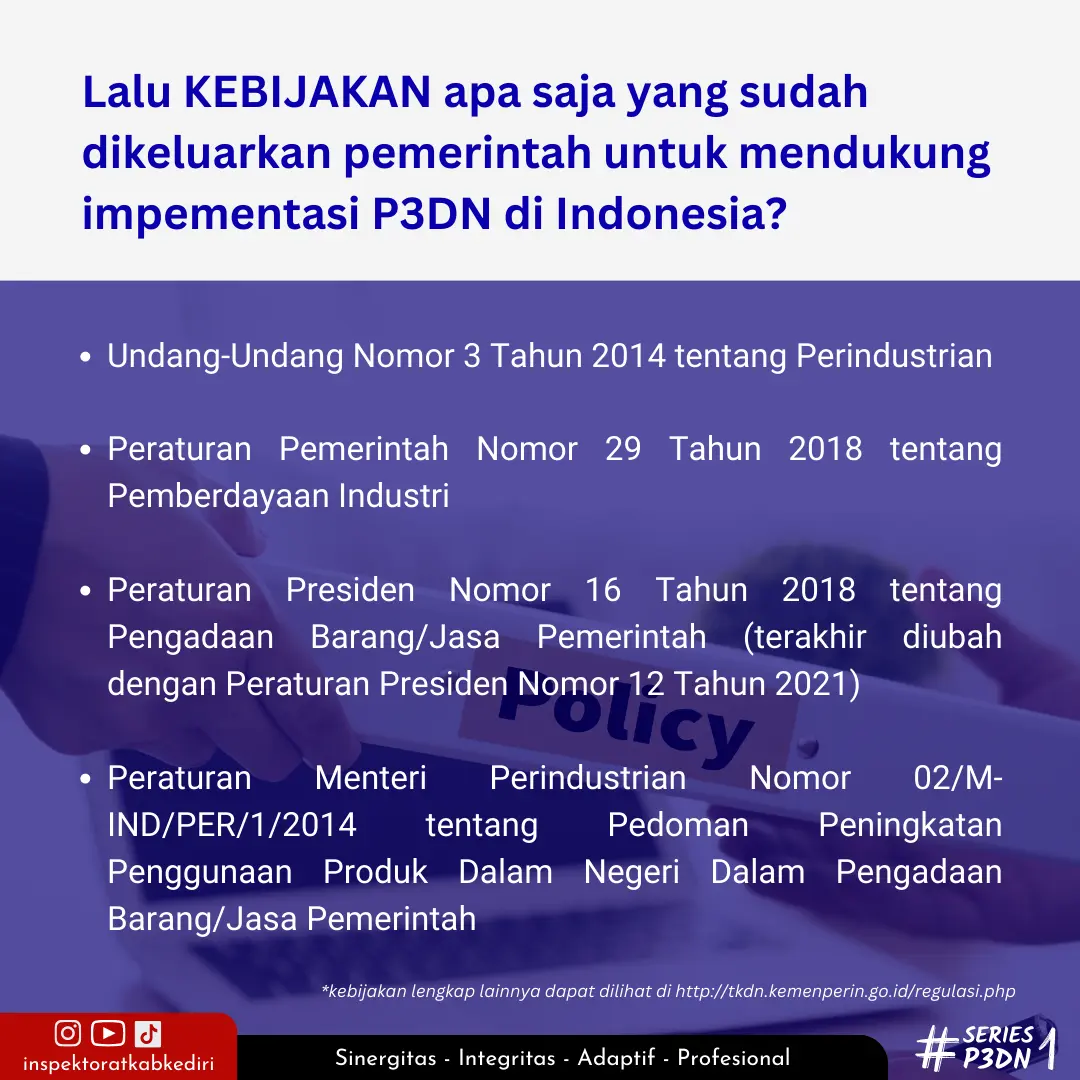 Lalu KEBIJAKAN apa saja yang sudah
dikeluarkan pemerintah untuk mendukung
impementasi P3DN di Indonesia?
• Undang-Undang Nomor 3 Tahun 2014 tentang Perindustrian
• Peraturan Pemerintah Nomor 29 Tahun 2018 tentang
Pemberdayaan Industri
• Peraturan Presiden Nomor 16 Tahun 2018 tentang
Pengadaan Barang/Jasa Pemerintah (terakhir diubah
dengan Peraturan Presiden Nomor 12 Tahun 2021)
Policy
• Peraturan Menteri Perindustrian Nomor 02/M-
IND/PER/1/2014 tentang Pedoman Peningkatan
Penggunaan Produk Dalam Negeri Dalam Pengadaan
Barang/Jasa Pemerintah
*kebijakan lengkap lainnya dapat dilihat di http://tkdn.kemenperin.go.id/regulasi.php
inspektoratkabkediri
Sinergitas - Integritas - Adaptif - Profesional
#SERIES P3DN 1